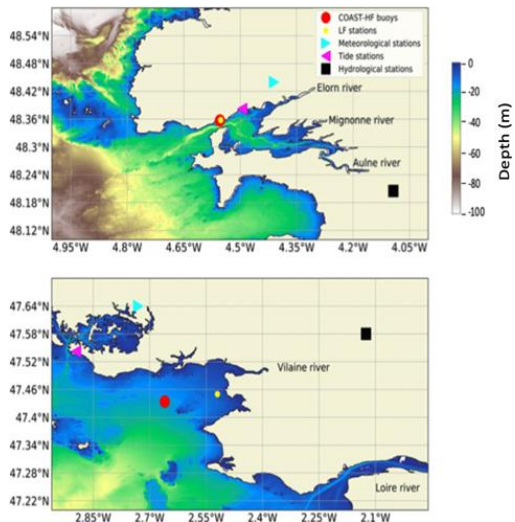 COAST-HF buoys
LF stations
Meteorological stations
Tide stations
Hydrological stations
48.54°N
48.48°N
48.42°N
48.36°N
48.3°N
48.24°N
48.18°N
48.12°N
Elorn river
Mignonne river
Aulne river
4.95°W 4.8°W 4.65°W 4.5°W 4.35°W 4.2°W 4.05°W
0
-20
-40
-60
-80
-100
Depth (m)
47.64°N
47.58°N
47.52°N
47.46°N
47.4°N
47.34°N
47.28°N
47.22°N
Vilaine river
Loire river
2.85°W 2.7°W 2.55°W 2.4°W 2.25°W 2.1°W